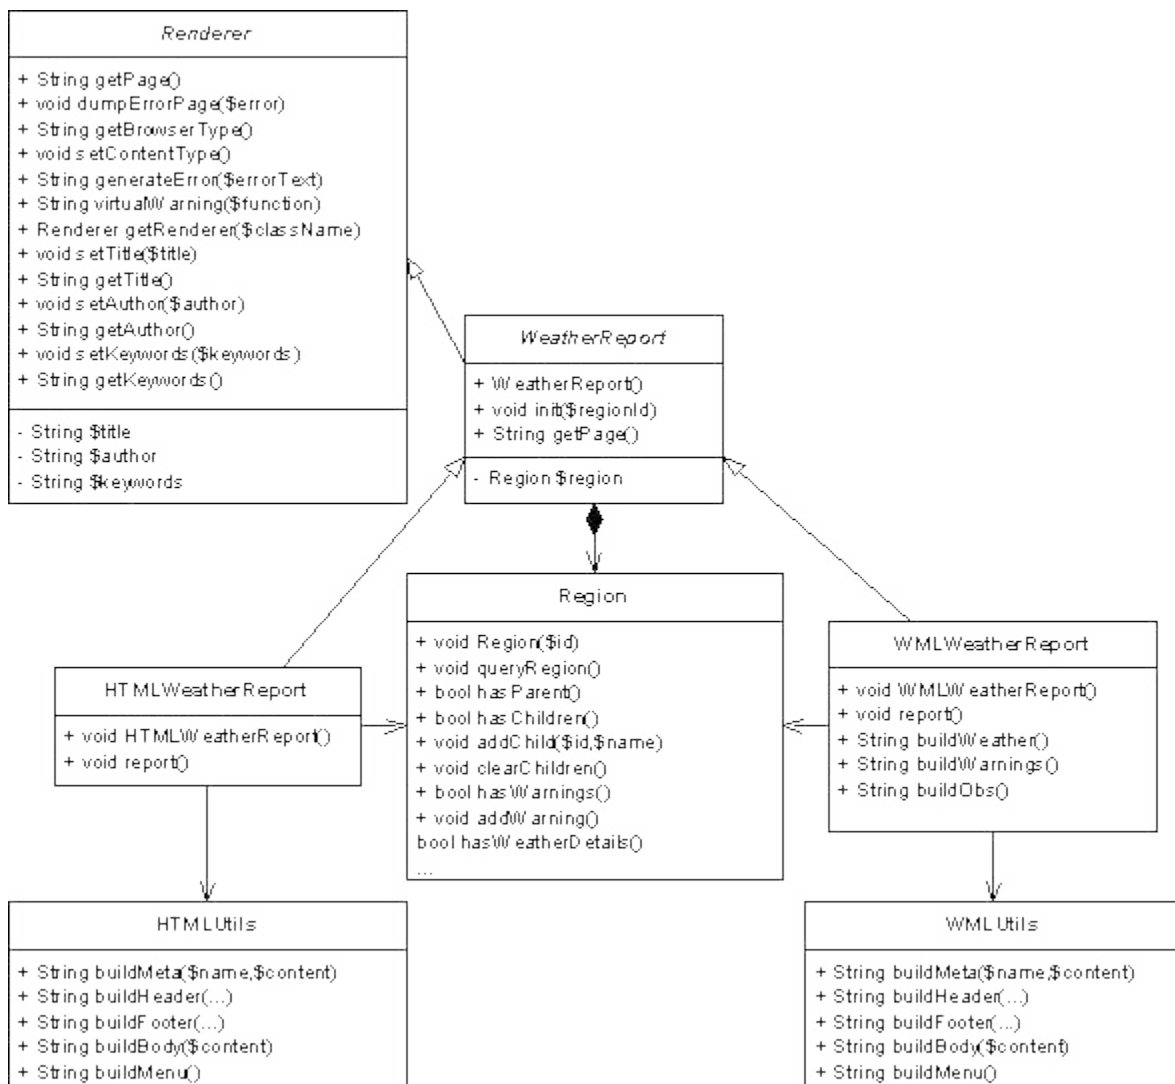 Renderer
+ String getPage()
+ void dumpErrorPage($error)
+ String getBrowserType()
+ void setContentType()
+ String generateError($errorText)
+ String virtualWarning($function)
+ Renderer getRenderer($className)
+ void setTitle($title)
+ String getTitle()
+ void setAuthor($author)
+ String getAuthor()
+ void setKeywords($keywords)
+ String getKeywords()
- String $title
- String $author
- String $keywords
WeatherReport
+ WeatherReport()
+ void init($regionId)
+ String getPage()
- Region $region
Region
+ void Region($id)
+ void queryRegion()
+ bool hasParent()
+ bool hasChildren()
+ void addChild($id,$name)
+ void clearChildren()
+ bool hasWarnings()
+ void addWarning()
bool hasWeatherDetails()
...
HTMLWeatherReport
+ void HTMLWeatherReport()
+ void report()
WMLWeatherReport
+ void WMLWeatherReport()
+ void report()
+ String buildWeather()
+ String buildWarnings()
+ String buildObs()
HTMLUtils
+ String buildMeta($name,$content)
+ String buildHeader(...)
+ String buildFooter(...)
+ String buildBody($content)
+ String buildMenu()
WMLUtils
+ String buildMeta($name,$content)
+ String buildHeader(...)
+ String buildFooter(...)
+ String buildBody($content)
+ String buildMenu()